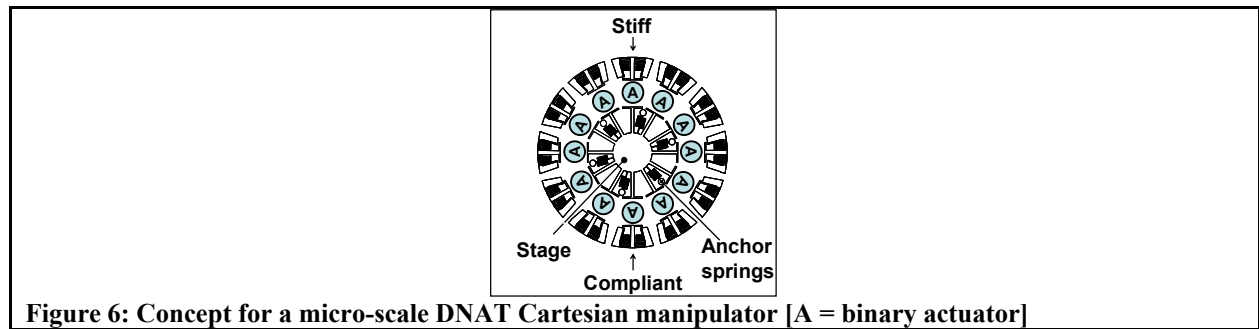 Stiff
A
A
A
A
A
A
A
A
A
A
A
A
Stage
Anchor
springs
Compliant
Figure 6: Concept for a micro-scale DNAT Cartesian manipulator [A = binary actuator]